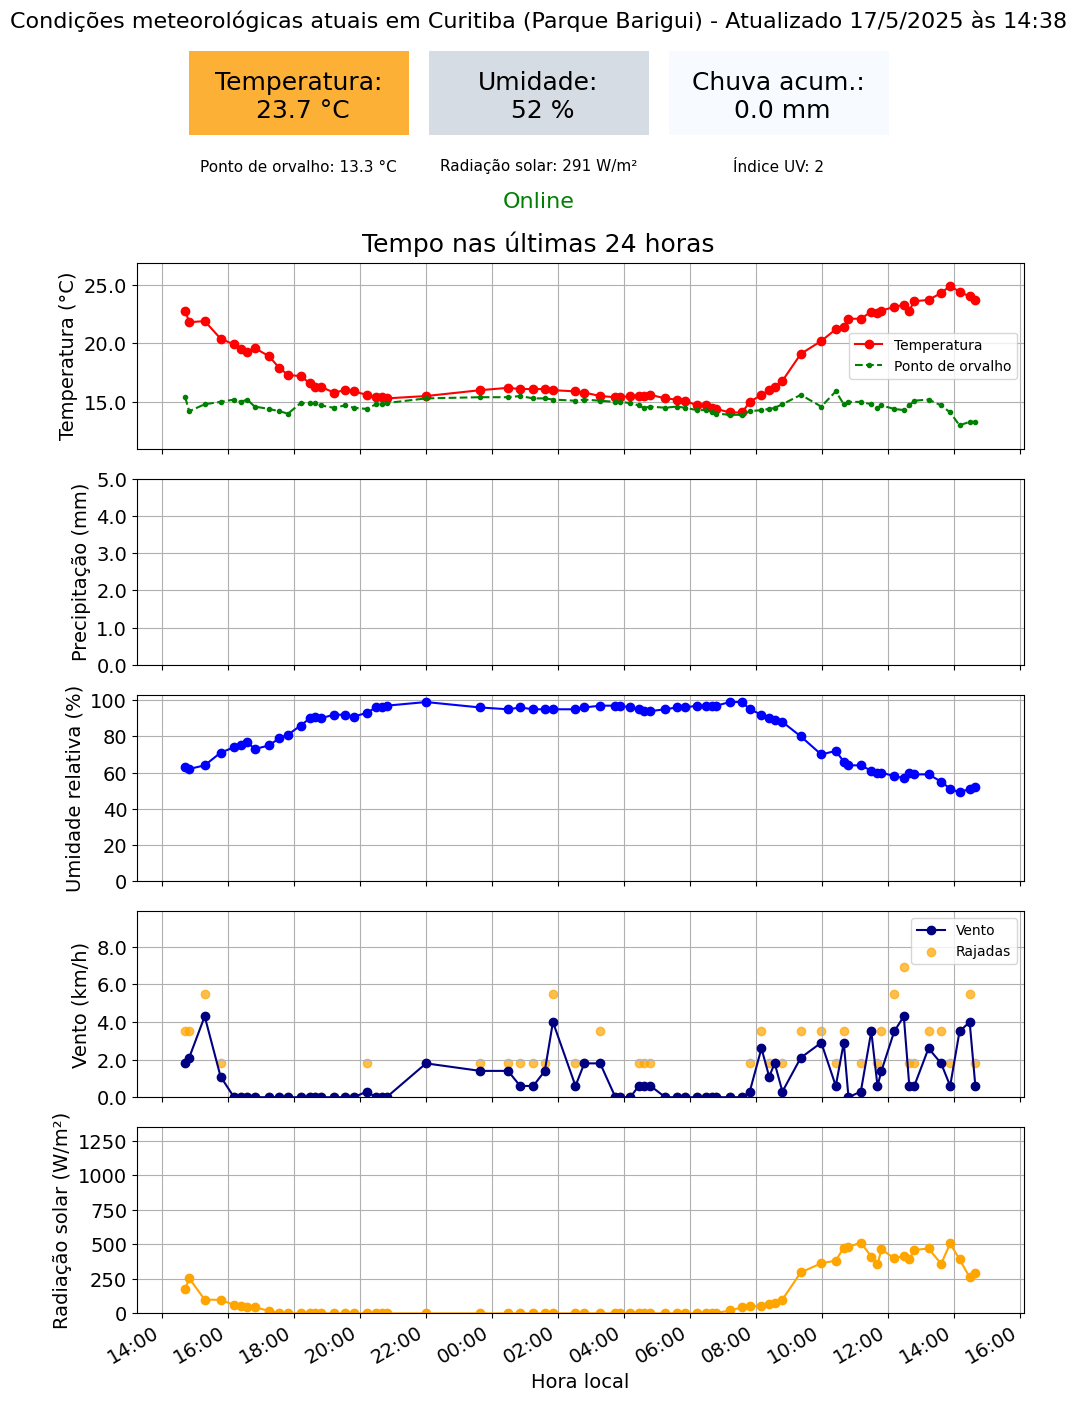 Condições meteorológicas atuais em Curitiba (Parque Barigui) - Atualizado 17/5/2025 às 14:38
Temperatura:
23.7 °C
Umidade:
52 %
Chuva acum.:
0.0 mm
Ponto de orvalho: 13.3 °C
Radiação solar: 291 W/m²
Índice UV: 2
Online
Tempo nas últimas 24 horas
Temperatura (°C)
25.0
20.0
15.0
Temperatura
Ponto de orvalho
Precipitação (mm)
5.0
4.0
3.0
2.0
1.0
0.0
Umidade relativa (%)
100
80
60
40
20
0
Vento (km/h)
8.0
6.0
4.0
2.0
0.0
Vento
Rajadas
Radiação solar (W/m²)
1250
1000
750
500
250
0
14:00
16:00
18:00
20:00
22:00
00:00
02:00
04:00
06:00
08:00
10:00
12:00
14:00
16:00
Hora local